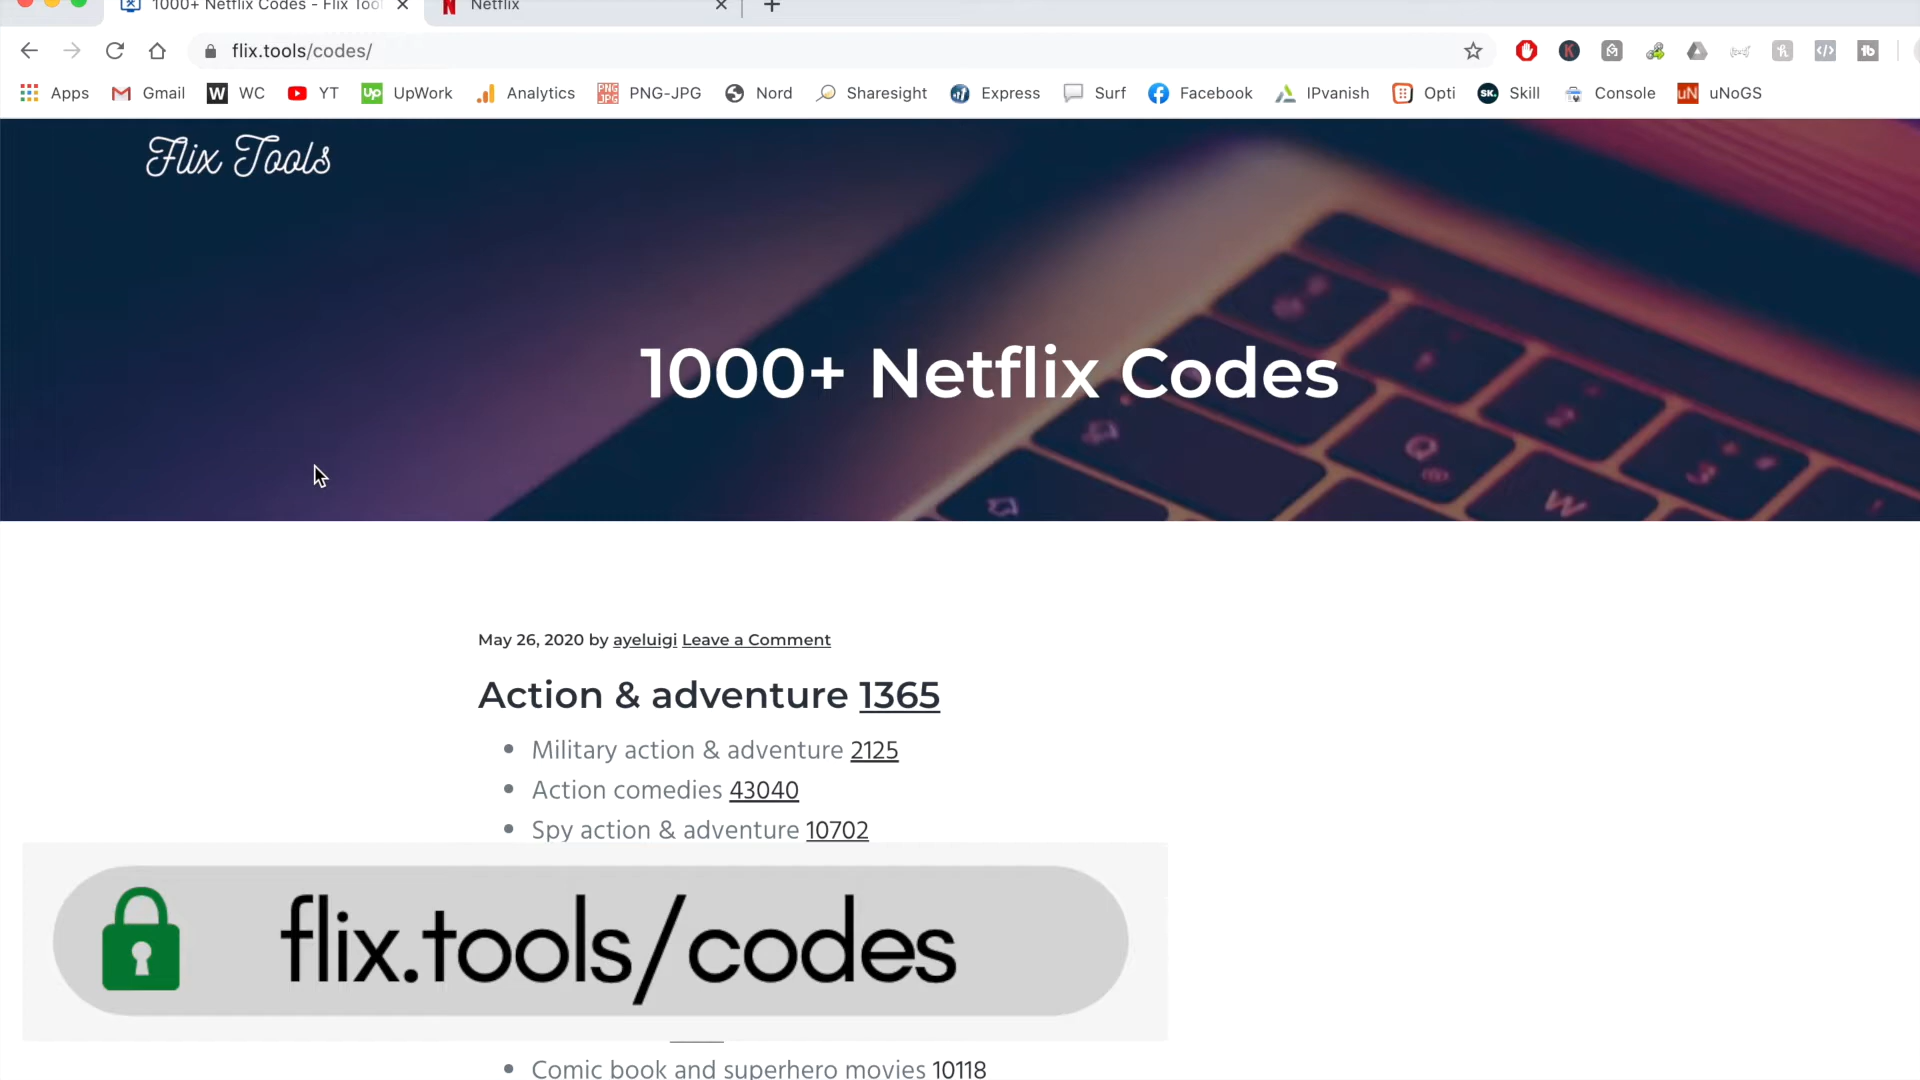 1000+ Netflix Codes - Flix Tool
Netflix
flix.tools/codes/
Apps Gmail WC YT UpWork Analytics PNG-JPG Nord Sharesight Express Surf Facebook IPvanish Opti Skill Console uNoGS
Flix Tools
1000+ Netflix Codes
May 26, 2020 by ayeluigi Leave a Comment
Action & adventure 1365
Military action & adventure 2125
Action comedies 43040
Spy action & adventure 10702
flix.tools/codes
Comic book and superhero movies 10118